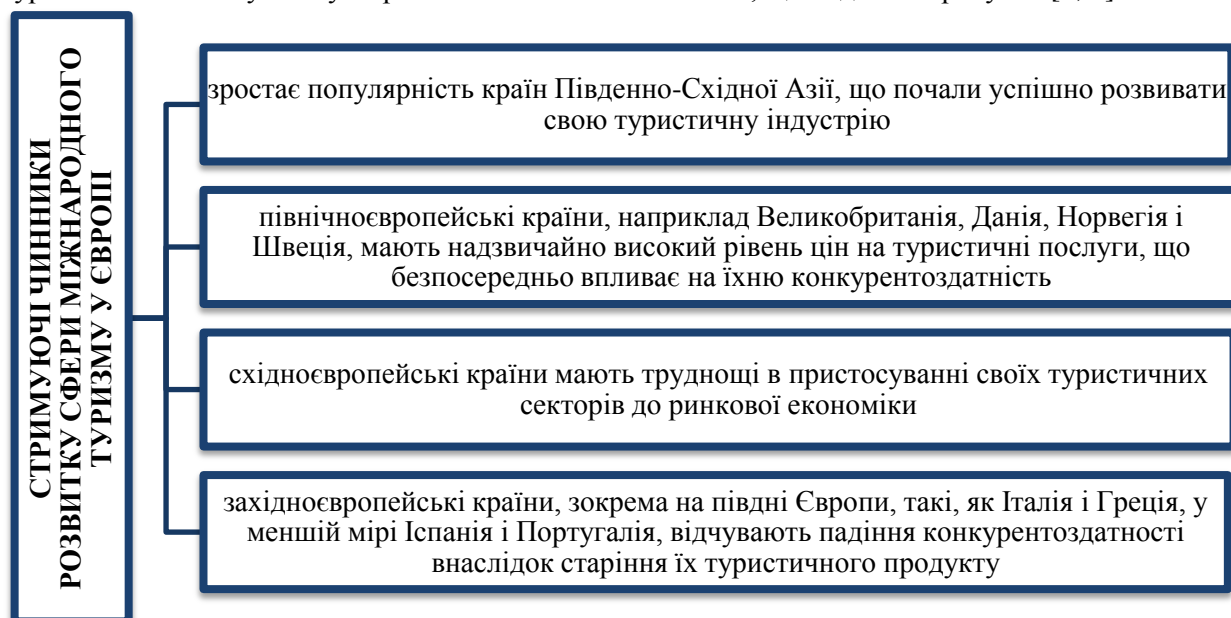 СТРИМУЮЧІ ЧИННИКИ
РОЗВИТКУ СФЕРИ МІЖНАРОДНОГО
ТУРИЗМУ У ЄВРОПІ
зростає популярність країн Південно-Східної Азії, що почали успішно розвивати
свою туристичну індустрію
північноєвропейські країни, наприклад Великобританія, Данія, Норвегія і
Швеція, мають надзвичайно високий рівень цін на туристичні послуги, що
безпосередньо впливає на їхню конкурентоздатність
східноєвропейські країни мають труднощі в пристосуванні своїх туристичних
секторів до ринкової економіки
західноєвропейські країни, зокрема на півдні Європи, такі, як Італія і Греція, у
меншій мірі Іспанія і Португалія, відчувають падіння конкурентоздатності
внаслідок старіння їх туристичного продукту